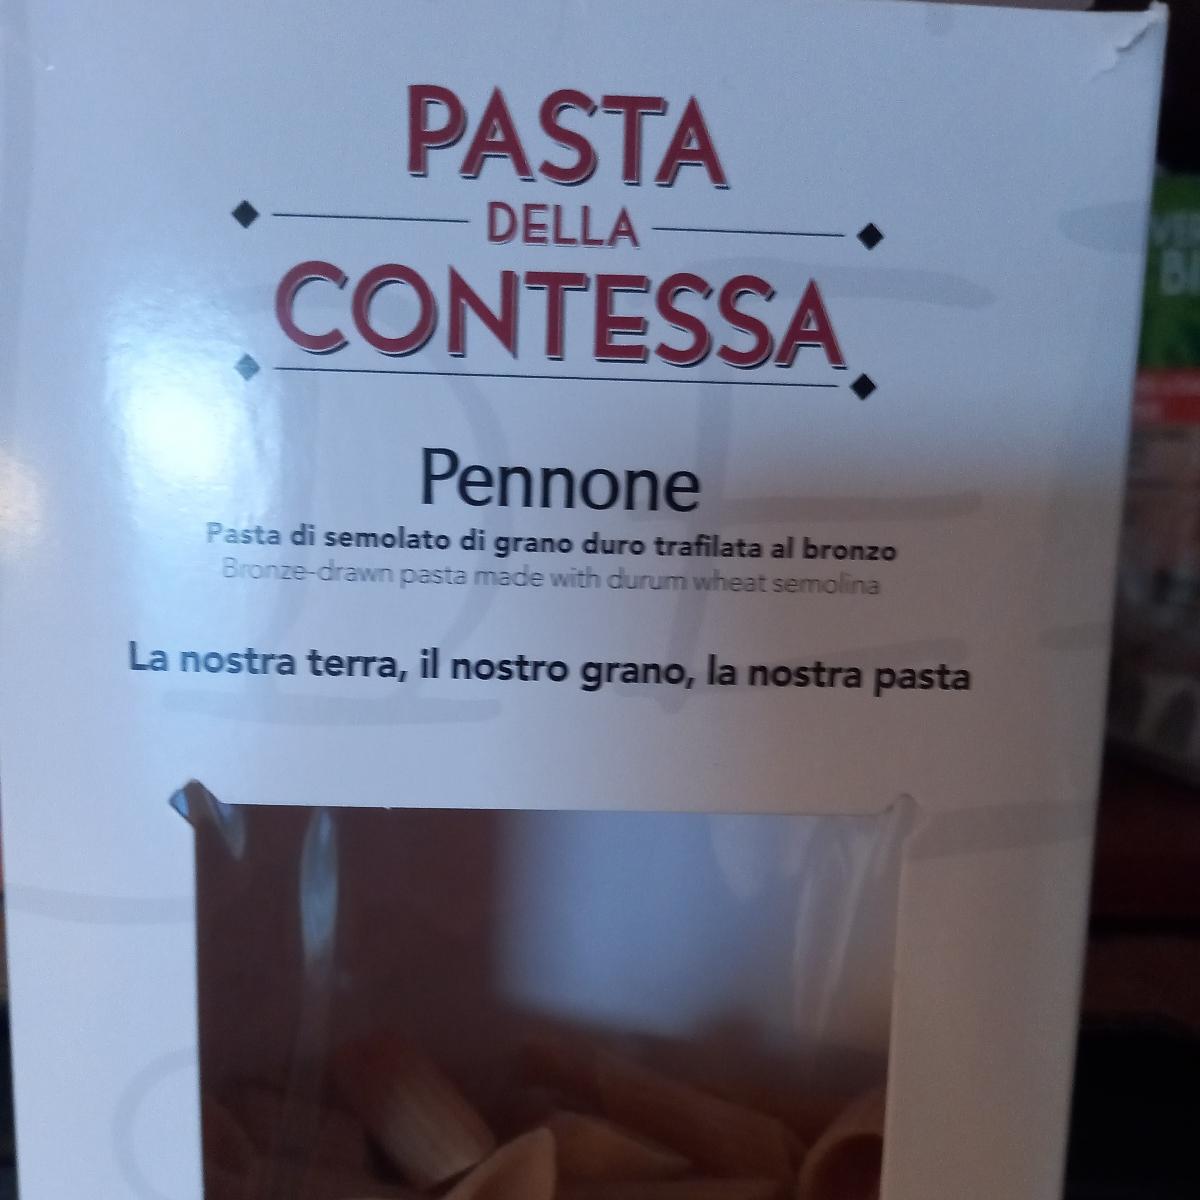 PASTA
DELLA
CONTESSA
Pennone
Pasta di semolato di grano duro trafilata al bronzo
Bronze-drawn pasta made with durum wheat semolina
La nostra terra, il nostro grano, la nostra pasta